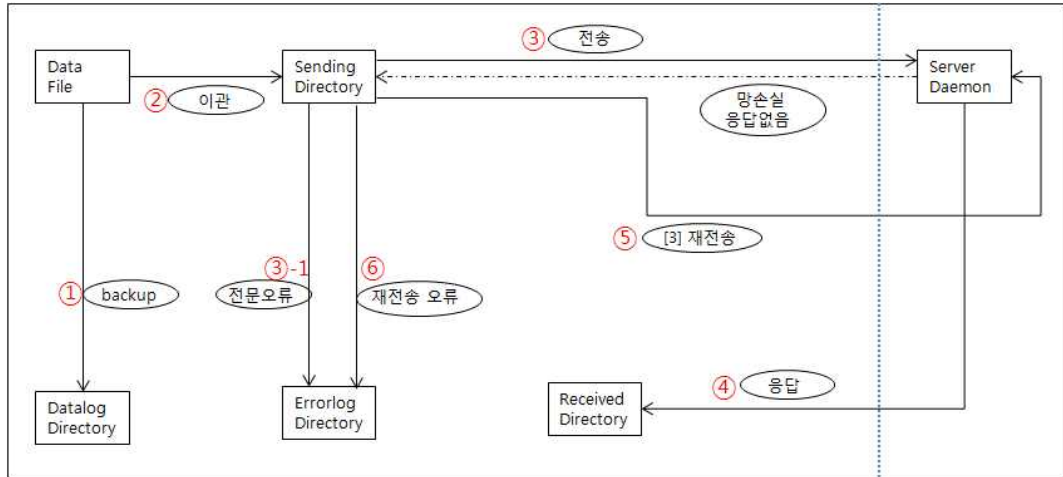 ③ 전송
Data
File
Sending
Directory
Server
Daemon
② 이관
망손실
응답없음
⑤ [3] 재전송
③-1
전문오류
⑥
재전송 오류
① backup
④ 응답
Datalog
Directory
Errorlog
Directory
Received
Directory